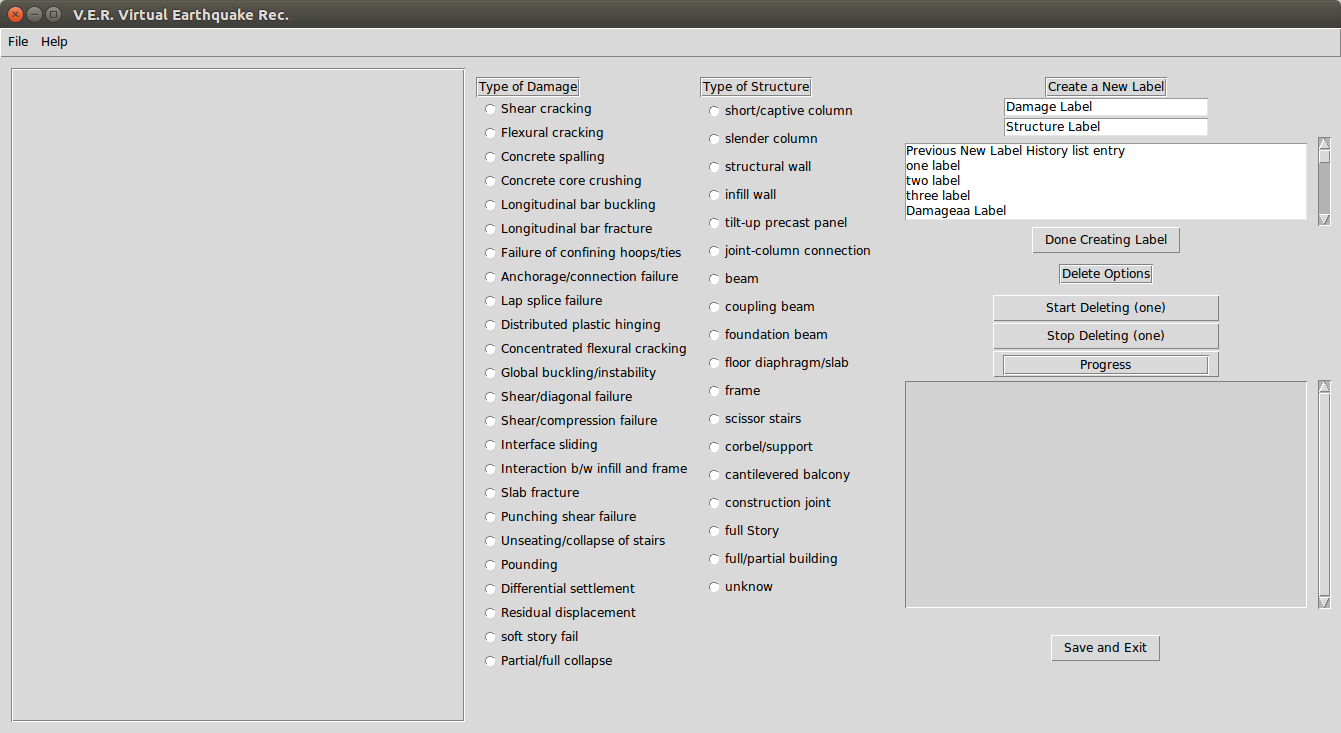 V.E.R. Virtual Earthquake Rec.
File Help
Type of Damage
Shear cracking
Flexural cracking
Concrete spalling
Concrete core crushing
Longitudinal bar buckling
Longitudinal bar fracture
Failure of confining hoops/ties
Anchorage/connection failure
Lap splice failure
Distributed plastic hinging
Concentrated flexural cracking
Global buckling/instability
Shear/diagonal failure
Shear/compression failure
Interface sliding
Interaction b/w infill and frame
Slab fracture
Punching shear failure
Unseating/collapse of stairs
Pounding
Differential settlement
Residual displacement
soft story fail
Partial/full collapse
Type of Structure
short/captive column
slender column
structural wall
infill wall
tilt-up precast panel
joint-column connection
beam
coupling beam
foundation beam
floor diaphragm/slab
frame
scissor stairs
corbel/support
cantilevered balcony
construction joint
full Story
full/partial building
unknow
Create a New Label
Damage Label
Structure Label
Previous New Label History list entry
one label
two label
three label
Damageaa Label
Done Creating Label
Delete Options
Start Deleting (one)
Stop Deleting (one)
Progress
Save and Exit